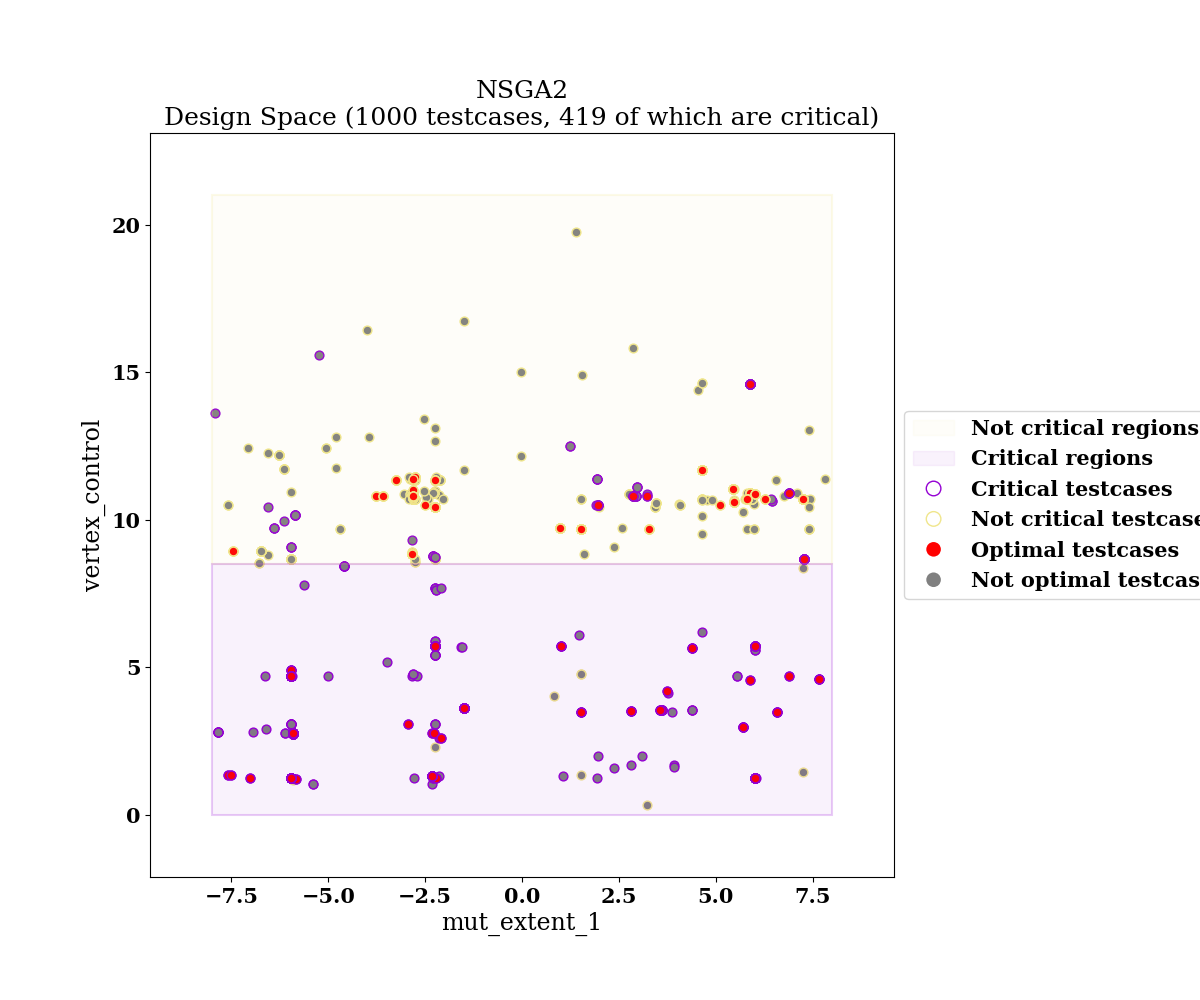 NSGA2
Design Space (1000 testcases, 419 of which are critical)
20
15
10
5
0
vertex_control
−7.5 −5.0 −2.5 0.0 2.5 5.0 7.5
mut_extent_1
Not critical regions
Critical regions
Critical testcases
Not critical testcase
Optimal testcases
Not optimal testcas